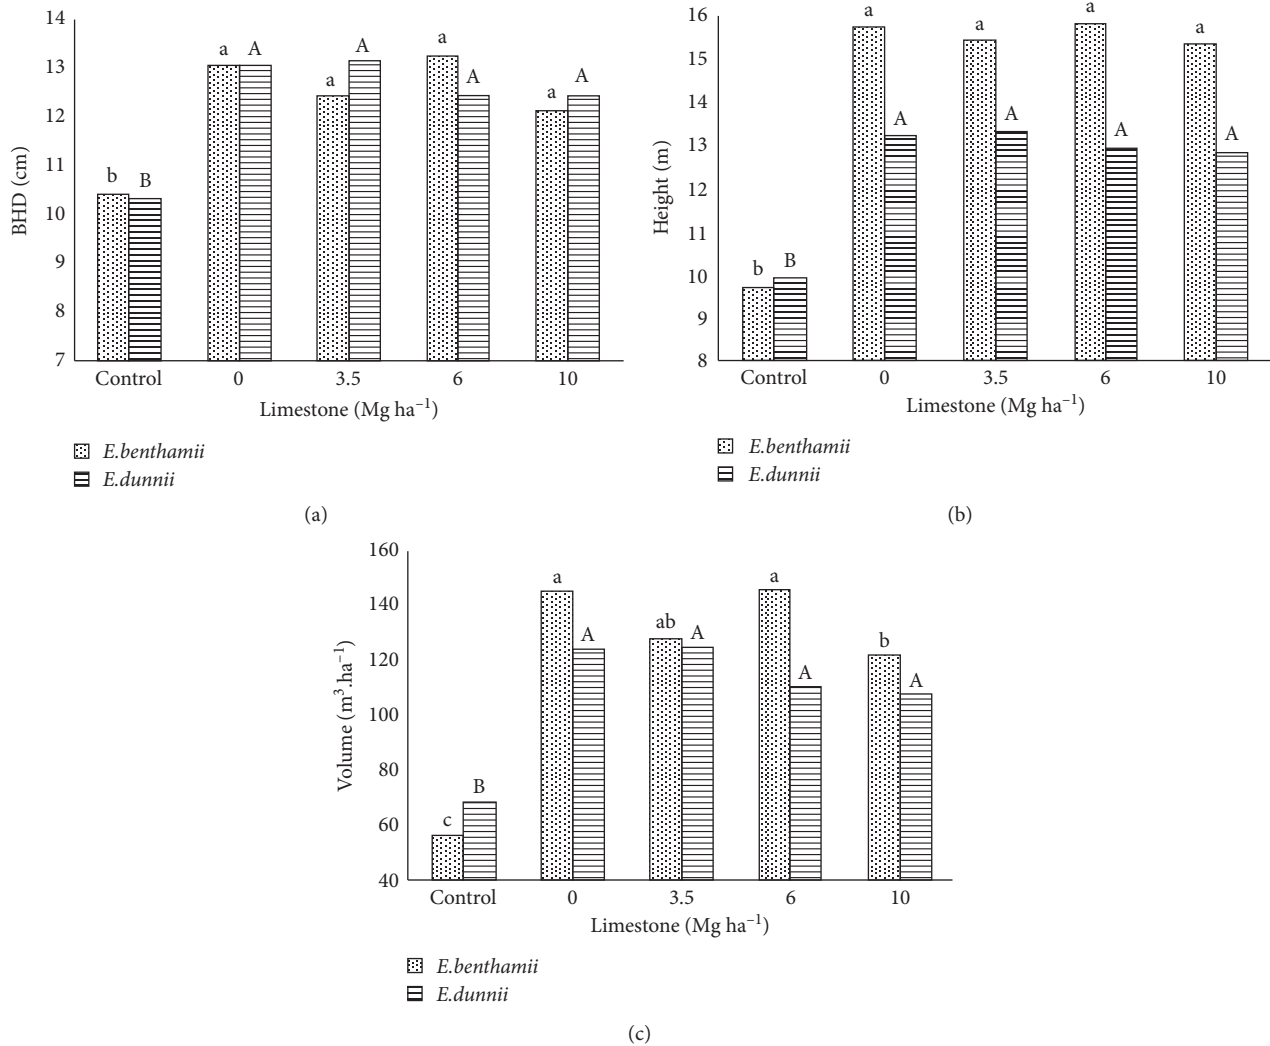 14
13
12
11
10
9
8
7
BHD (cm)
b B a A a A a A a A
Control 0 3.5 6 10
Limestone (Mg ha⁻¹)
E.benthamii
E.dunnii
(a)
16
15
14
13
12
11
10
9
8
Height (m)
b B a A a A a A a A
Control 0 3.5 6 10
Limestone (Mg ha⁻¹)
E.benthamii
E.dunnii
(b)
160
140
120
100
80
60
40
Volume (m³.ha⁻¹)
c B a A ab A a A b A
Control 0 3.5 6 10
Limestone (Mg ha⁻¹)
E.benthamii
E.dunnii
(c)